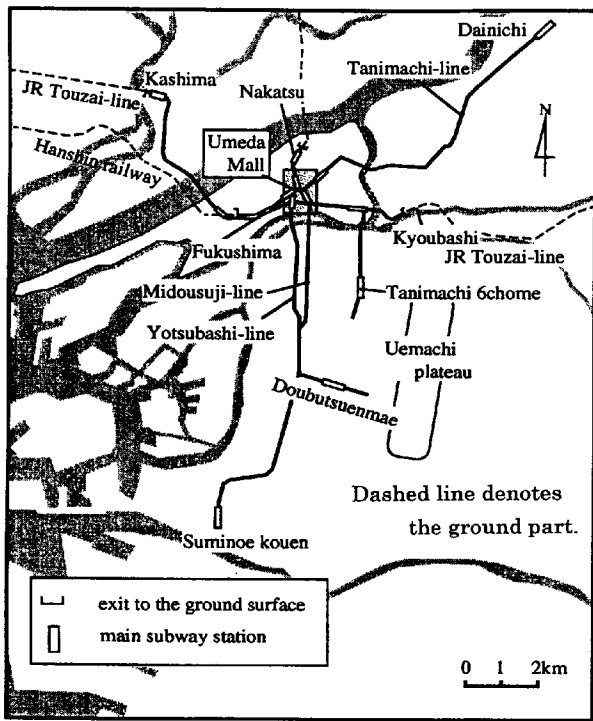 Dainichi
Tanimachi-line
Kashima
JR Touzai-line
Nakatsu
N
Umeda
Mall
Hanshin railway
Kyoubashi
JR Touzai-line
Fukushima
Midousuji-line
Tanimachi 6chome
Yotsubashi-line
Uemachi
plateau
Doubutsuenmae
Dashed line denotes
the ground part.
Suminoe kouen
exit to the ground surface
main subway station
0 1 2km